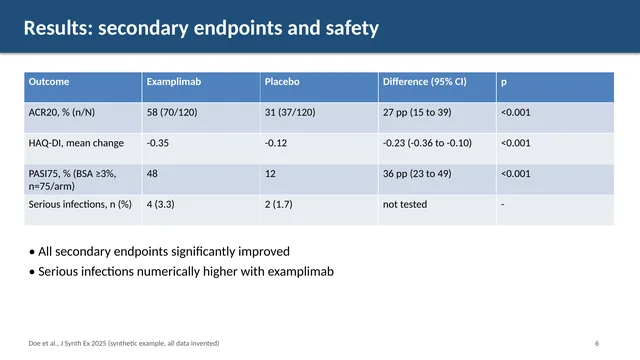 Results: secondary endpoints and safety
Outcome Examplimab Placebo Difference (95% CI) p
ACR20, % (n/N) 58 (70/120) 31 (37/120) 27 pp (15 to 39) <0.001
HAQ-DI, mean change -0.35 -0.12 -0.23 (-0.36 to -0.10) <0.001
PASI75, % (BSA ≥3%, 48 12 36 pp (23 to 49) <0.001
n=75/arm)
Serious infections, n (%) 4 (3.3) 2 (1.7) not tested -
• All secondary endpoints significantly improved
• Serious infections numerically higher with examplimab
Doe et al., J Synth Ex 2025 (synthetic example, all data invented) 6